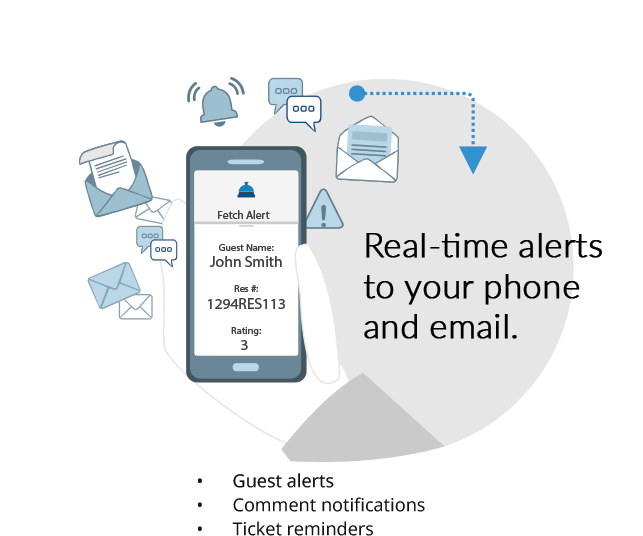 Fetch Alert
Guest Name:
John Smith
Res #:
1294RES113
Rating:
3
Real-time alerts
to your phone
and email.
• Guest alerts
• Comment notifications
• Ticket reminders